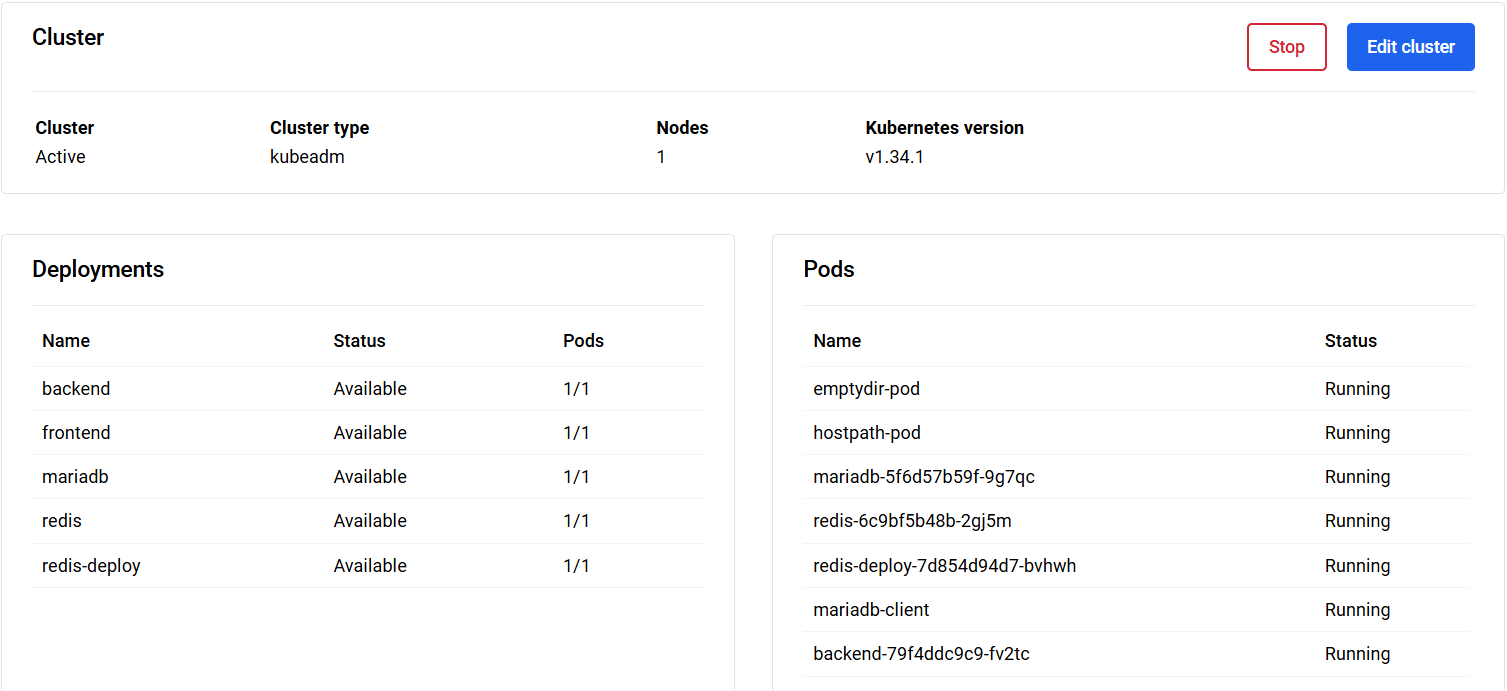 Cluster
Stop
Edit cluster
Cluster Cluster type Nodes Kubernetes version
Active kubeadm 1 v1.34.1
Deployments
Name Status Pods
backend Available 1/1
frontend Available 1/1
mariadb Available 1/1
redis Available 1/1
redis-deploy Available 1/1
Pods
Name Status
emptydir-pod Running
hostpath-pod Running
mariadb-5f6d57b59f-9g7qc Running
redis-6c9bf5b48b-2gj5m Running
redis-deploy-7d854d94d7-bvhwh Running
mariadb-client Running
backend-79f4ddc9c9-fv2tc Running